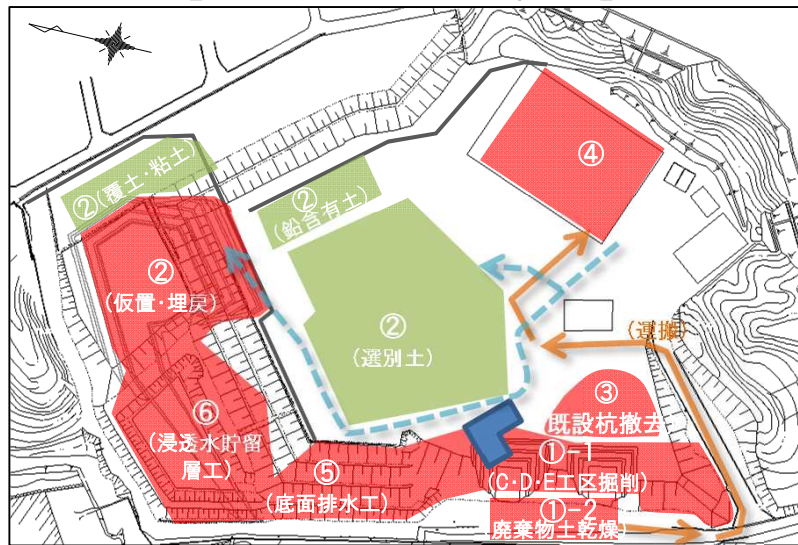 ④
②(覆土・粘土)
②
(鉛含有土)
②
(仮置・埋戻)
②
(選別土)
(運搬)
③
既設杭撤去
⑥
(浸透水貯留
層工)
⑤
(底面排水工)
①-1
(C・D・E工区掘削)
①-2
(廃棄物土乾燥)